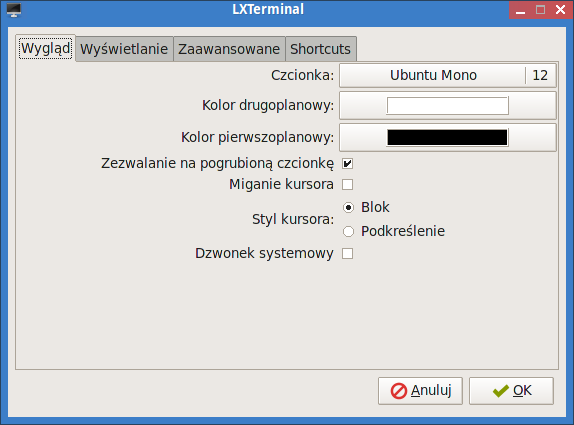 LXTerminal
Wygląd Wyświetlanie Zaawansowane Shortcuts
Czcionka: Ubuntu Mono 12
Kolor drugoplanowy:
Kolor pierwszoplanowy:
Zezwalanie na pogrubioną czcionkę
Miganie kursora
Styl kursora: Blok
Podkreślenie
Dzwonek systemowy
Anuluj OK